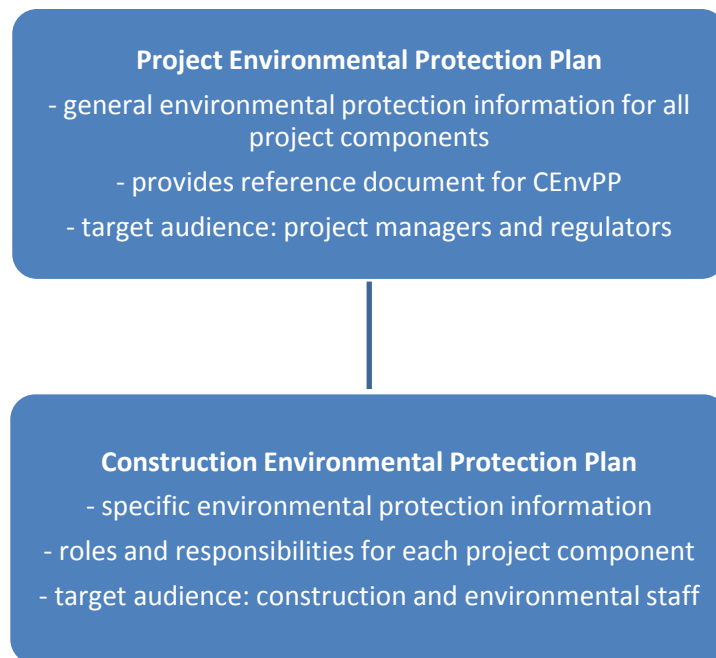 Project Environmental Protection Plan
- general environmental protection information for all
project components
- provides reference document for CEnvPP
- target audience: project managers and regulators
Construction Environmental Protection Plan
- specific environmental protection information
- roles and responsibilities for each project component
- target audience: construction and environmental staff